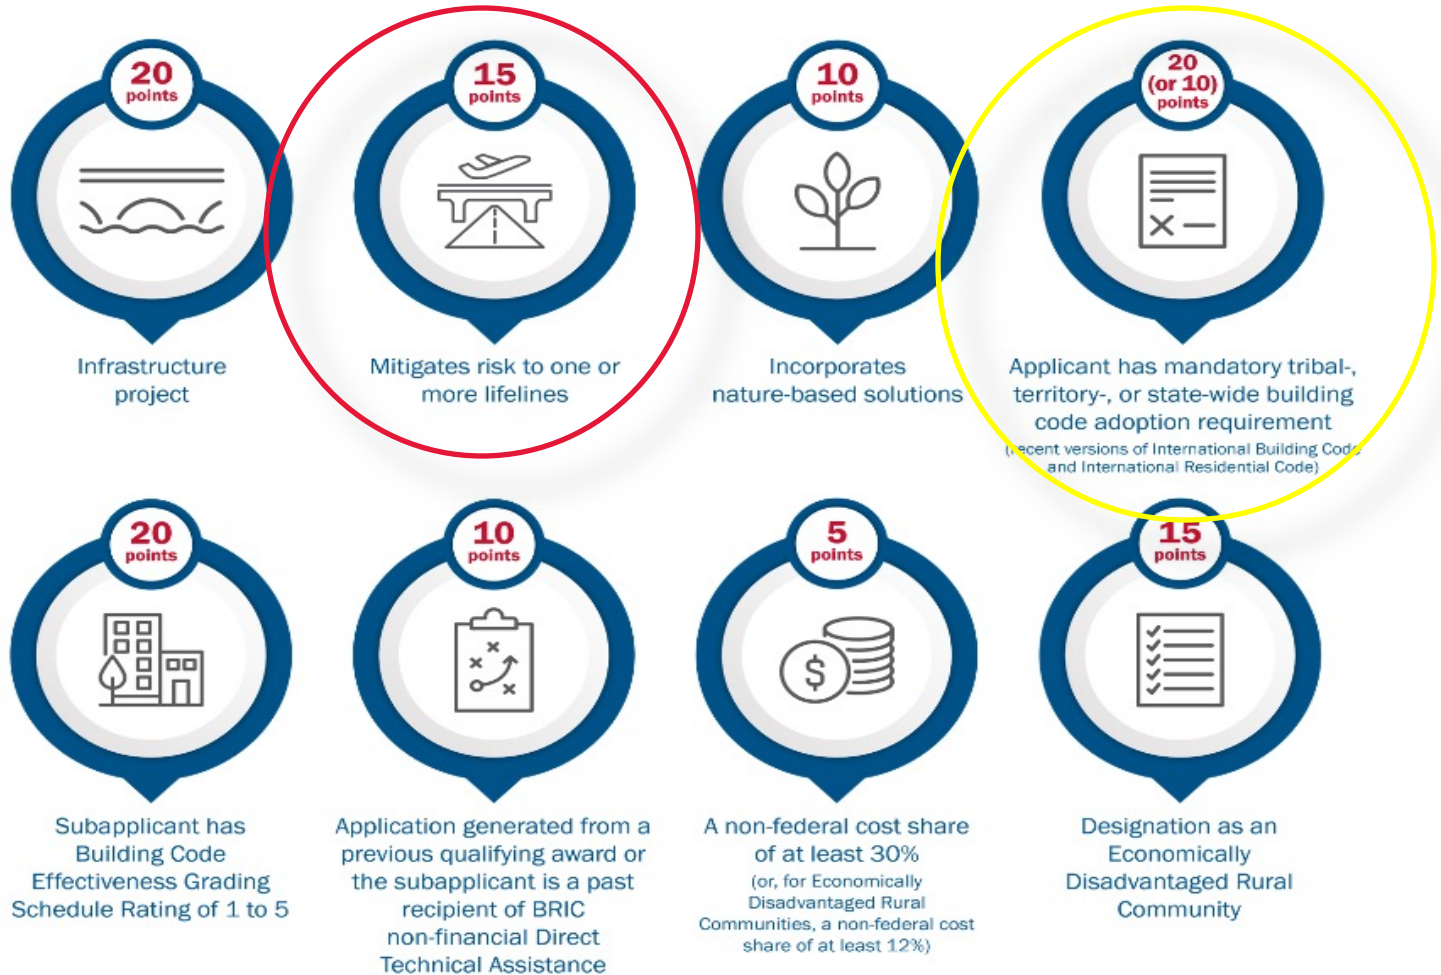 20
points
Infrastructure
project
15
points
Mitigates risk to one or
more lifelines
10
points
Incorporates
nature-based solutions
20
(or 10)
points
Applicant has mandatory tribal-,
territory-, or state-wide building
code adoption requirement
(recent versions of International Building Code
and International Residential Code)
20
points
Subapplicant has
Building Code
Effectiveness Grading
Schedule Rating of 1 to 5
10
points
Application generated from a
previous qualifying award or
the subapplicant is a past
recipient of BRIC
non-financial Direct
Technical Assistance
5
points
$
A non-federal cost share
of at least 30%
(or, for Economically
Disadvantaged Rural
Communities, a non-federal cost
share of at least 12%)
15
points
Designation as an
Economically
Disadvantaged Rural
Community